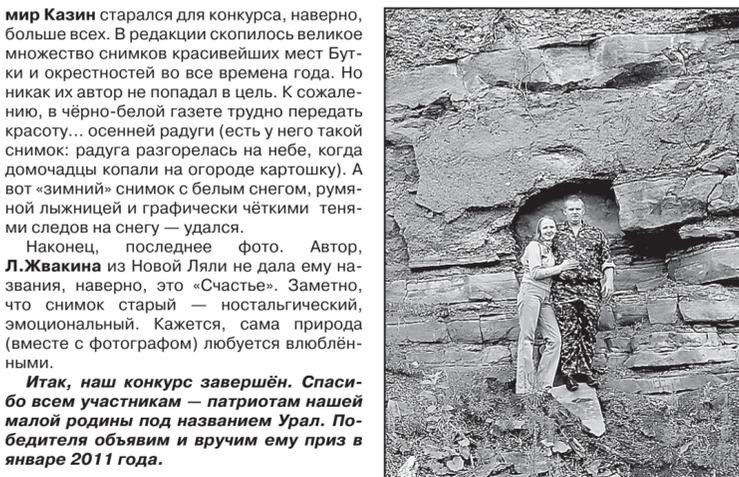 мир Казин старался для конкурса, наверно,
больше всех. В редакции скопилось великое
множество снимков красивейших мест Бут-
ки и окрестностей во все времена года. Но
никак их автор не попадал в цель. К сожале-
нию, в чёрно-белой газете трудно передать
красоту... осенней радуги (есть у него такой
снимок: радуга разгорелась на небе, когда
домочадцы копали на огороде картошку). А
вот «зимний» снимок с белым снегом, румя-
ной лыжницей и графически чёткими теня-
ми следов на снегу — удался.
Наконец, последнее фото. Автор,
Л.Жвакина из Новой Ляли не дала ему на-
звания, наверно, это «Счастье». Заметно,
что снимок старый — ностальгический,
эмоциональный. Кажется, сама природа
(вместе с фотографом) любуется влюблён-
ными.
Итак, наш конкурс завершён. Спаси-
бо всем участникам — патриотам нашей
малой родины под названием Урал. По-
бедителя объявим и вручим ему приз в
январе 2011 года.